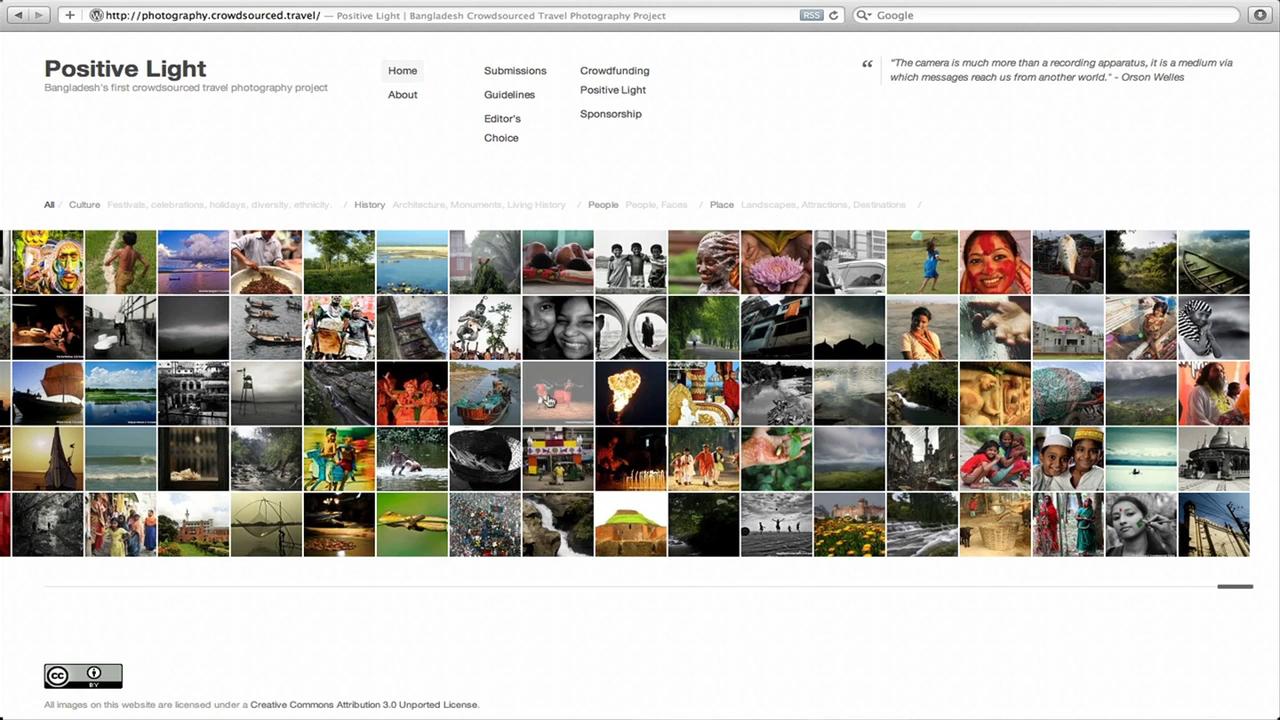 http://photography.crowdsourced.travel/ — Positive Light | Bangladesh Crowdsourced Travel Photography Project
RSS
Google
Positive Light
Bangladesh's first crowdsourced travel photography project
Home
About
Submissions
Guidelines
Editor's
Choice
Crowdfunding
Positive Light
Sponsorship
“ "The camera is much more than a recording apparatus, it is a medium via
which messages reach us from another world." - Orson Welles
All / Culture Festivals, celebrations, holidays, diversity, ethnicity. / History Architecture, Monuments, Living History / People People, Faces / Place Landscapes, Attractions, Destinations /
cc BY
All images on this website are licensed under a Creative Commons Attribution 3.0 Unported License.